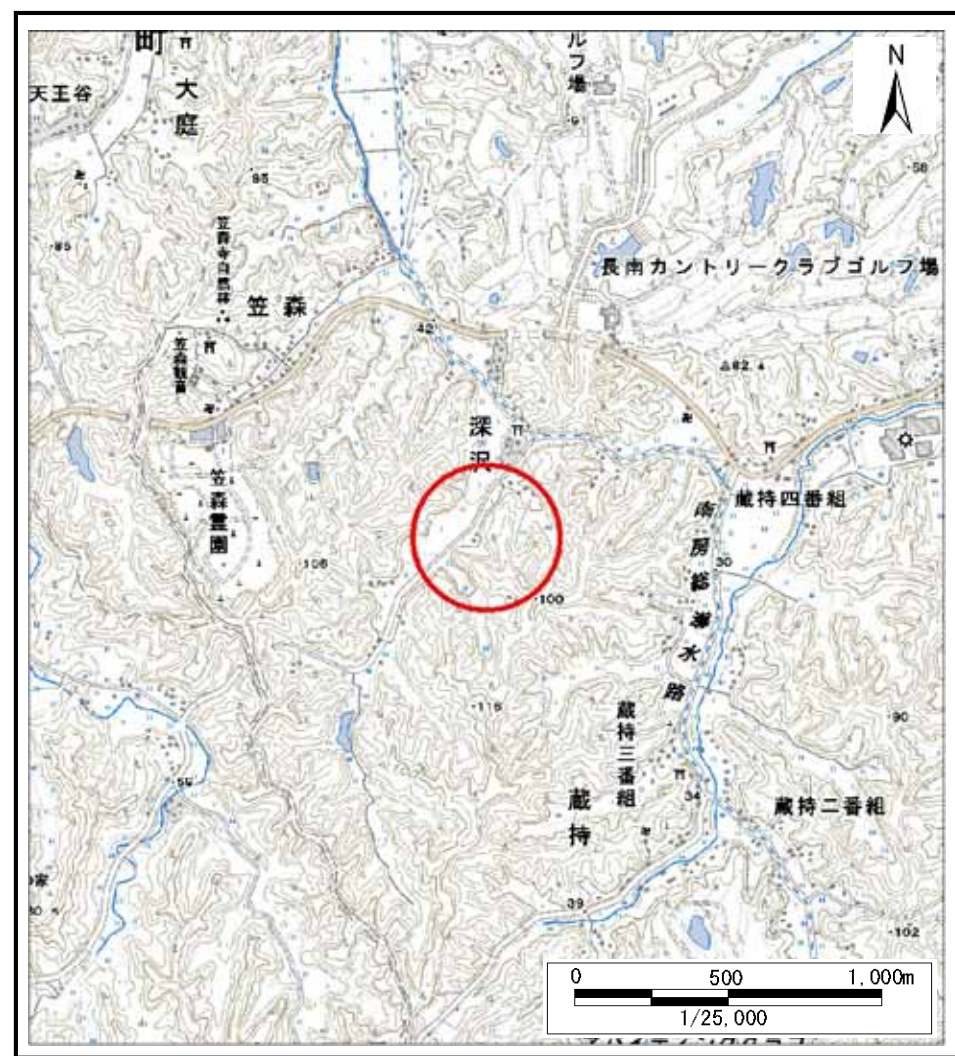 町
大庭
天王谷
ルフ場
N
95
58
85
笠森寺自然林
長南カントリークラブゴルフ場
笠森
42
笠森観音
82.4
深沢
笠森霊園
蔵持四番組
南房総導水路
30
106
100
116
蔵持三番組
90
55
34
蔵持二番組
蔵持
39
102
0 500 1,000m
1/25,000